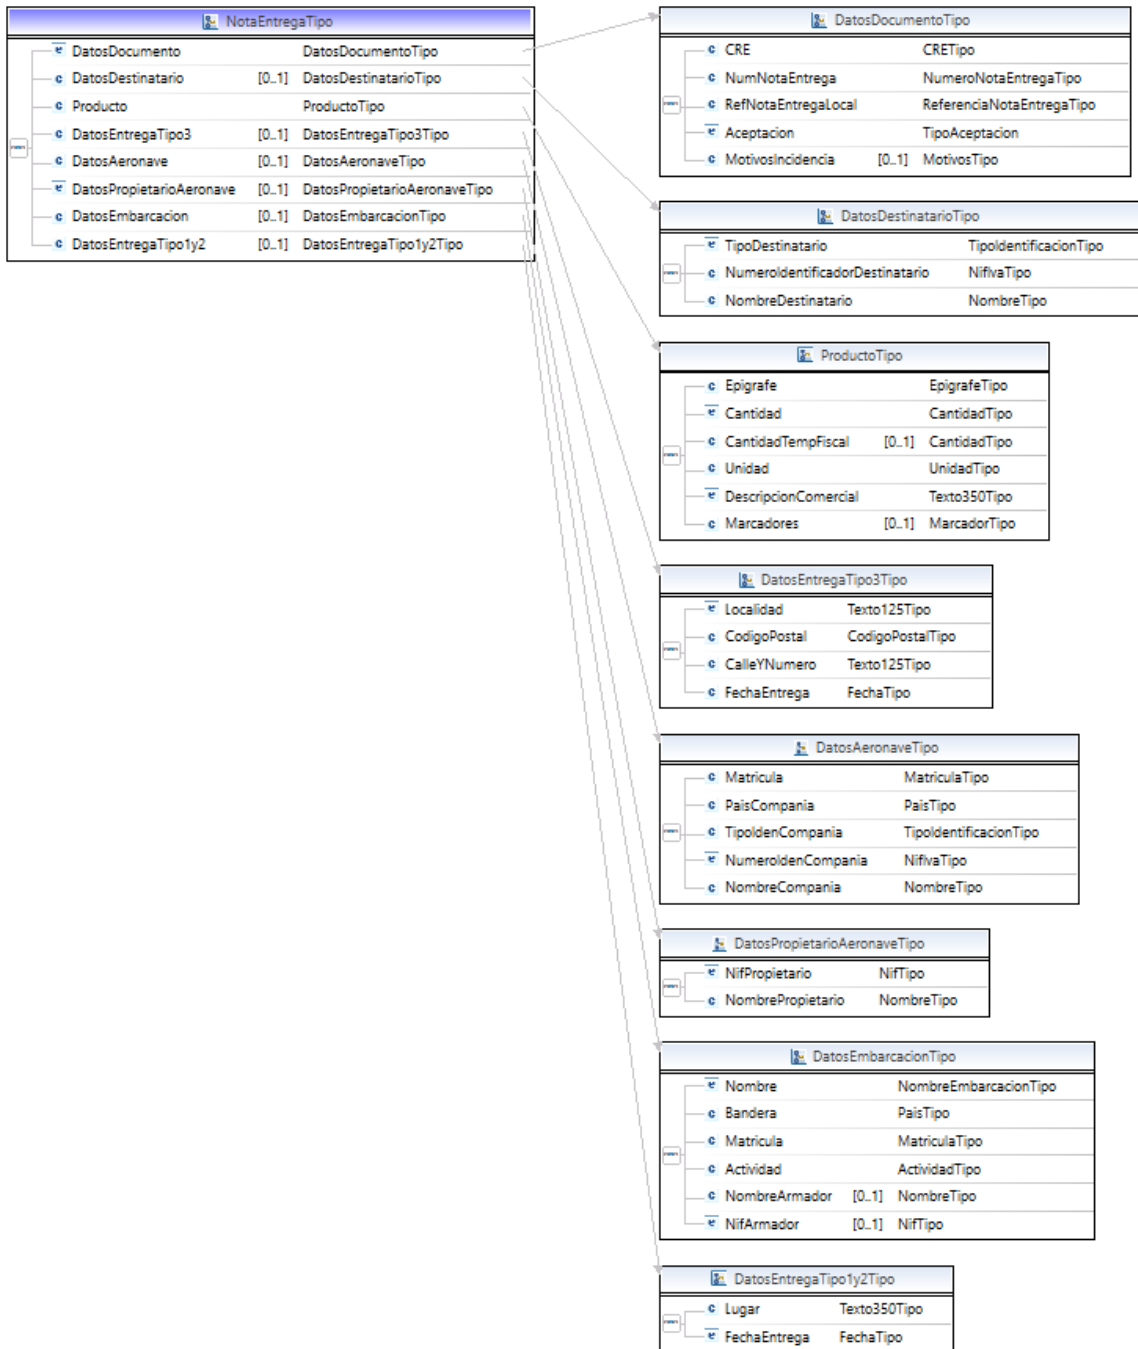 NotaEntregaTipo
DatosDocumento DatosDocumentoTipo
DatosDestinatario [0..1] DatosDestinatarioTipo
Producto ProductoTipo
DatosEntregaTipo3 [0..1] DatosEntregaTipo3Tipo
DatosAeronave [0..1] DatosAeronaveTipo
DatosPropietarioAeronave [0..1] DatosPropietarioAeronaveTipo
DatosEmbarcacion [0..1] DatosEmbarcacionTipo
DatosEntregaTipo1y2 [0..1] DatosEntregaTipo1y2Tipo
DatosDocumentoTipo
CRE CRETipo
NumNotaEntrega NumeroNotaEntregaTipo
RefNotaEntregaLocal ReferenciaNotaEntregaTipo
Aceptacion TipoAceptacion
MotivosIncidencia [0..1] MotivosTipo
DatosDestinatarioTipo
TipoDestinatario TipoIdentificacionTipo
NumeroIdentificadorDestinatario NifIvaTipo
NombreDestinatario NombreTipo
ProductoTipo
Epigrafe EpigrafeTipo
Cantidad CantidadTipo
CantidadTempFiscal [0..1] CantidadTipo
Unidad UnidadTipo
DescripcionComercial Texto350Tipo
Marcadores [0..1] MarcadorTipo
DatosEntregaTipo3Tipo
Localidad Texto125Tipo
CodigoPostal CodigoPostalTipo
CalleYNumero Texto125Tipo
FechaEntrega FechaTipo
DatosAeronaveTipo
Matricula MatriculaTipo
PaisCompania PaisTipo
TipoIdenCompania TipoIdentificacionTipo
NumeroIdenCompania NifIvaTipo
NombreCompania NombreTipo
DatosPropietarioAeronaveTipo
NifPropietario NifTipo
NombrePropietario NombreTipo
DatosEmbarcacionTipo
Nombre NombreEmbarcacionTipo
Bandera PaisTipo
Matricula MatriculaTipo
Actividad ActividadTipo
NombreArmador [0..1] NombreTipo
NifArmador [0..1] NifTipo
DatosEntregaTipo1y2Tipo
Lugar Texto350Tipo
FechaEntrega FechaTipo